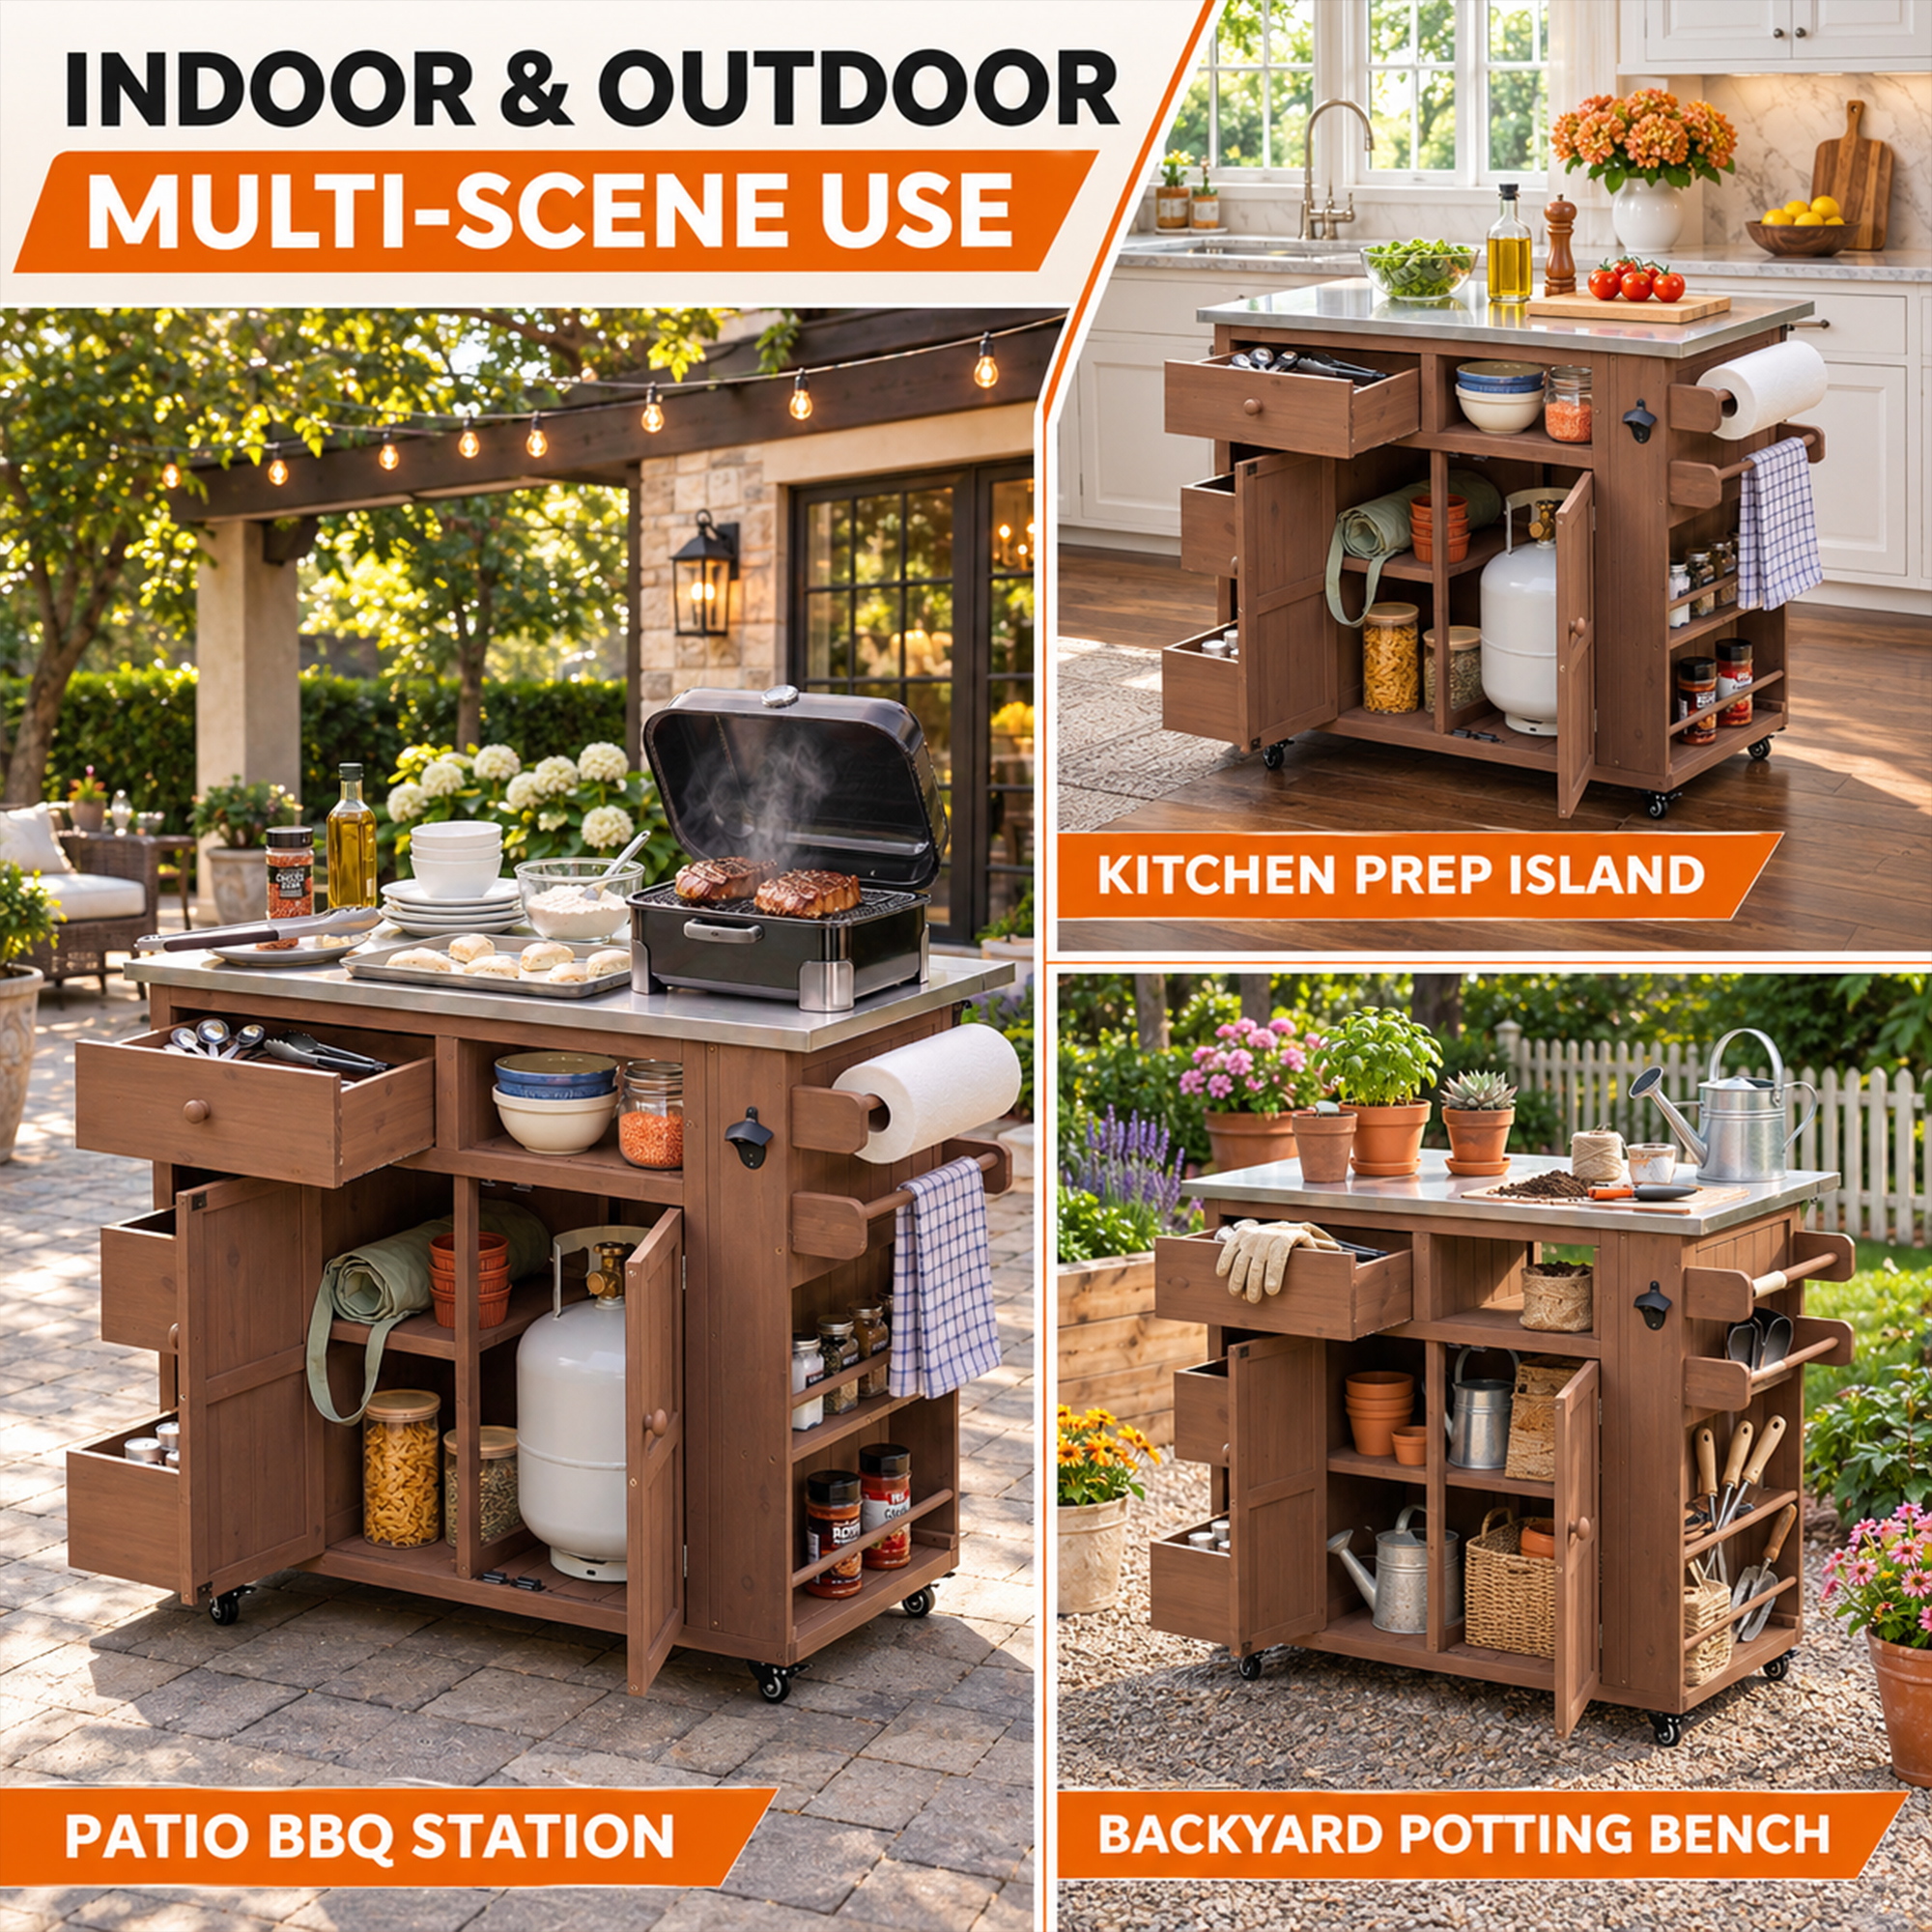 INDOOR & OUTDOOR
MULTI-SCENE USE
KITCHEN PREP ISLAND
PATIO BBQ STATION
BACKYARD POTTING BENCH